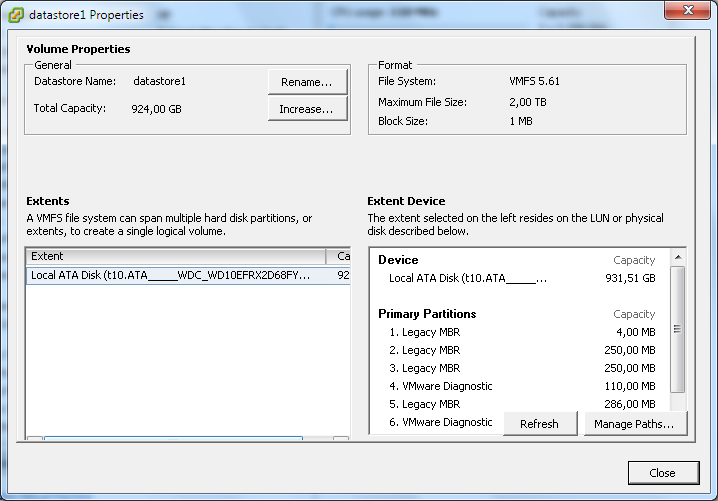 datastore1 Properties
Volume Properties
General
Datastore Name: datastore1
Rename...
Total Capacity: 924,00 GB
Increase...
Format
File System: VMFS 5.61
Maximum File Size: 2,00 TB
Block Size: 1 MB
Extents
A VMFS file system can span multiple hard disk partitions, or
extents, to create a single logical volume.
Extent Ca
Local ATA Disk (t10.ATA_____WDC_WD10EFRX2D68FY... 92
Extent Device
The extent selected on the left resides on the LUN or physical
disk described below.
Device Capacity
Local ATA Disk (t10.ATA_____... 931,51 GB
Primary Partitions Capacity
1. Legacy MBR 4,00 MB
2. Legacy MBR 250,00 MB
3. Legacy MBR 250,00 MB
4. VMware Diagnostic 110,00 MB
5. Legacy MBR 286,00 MB
6. VMware Diagnostic
Refresh
Manage Paths...
Close